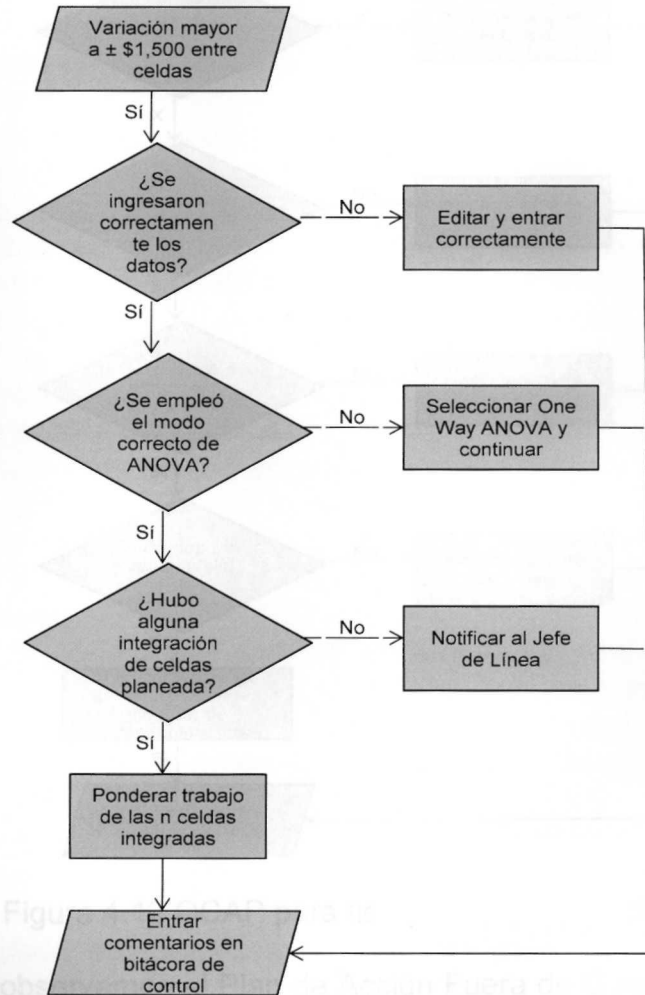 Variación mayor
a ± $1,500 entre
celdas
Sí
¿Se
ingresaron
correctamen
te los
datos?
No
Editar y entrar
correctamente
Sí
¿Se empleó
el modo
correcto de
ANOVA?
No
Seleccionar One
Way ANOVA y
continuar
Sí
¿Hubo
alguna
integración
de celdas
planeada?
No
Notificar al Jefe
de Línea
Sí
Ponderar trabajo
de las n celdas
integradas
Entrar
comentarios en
bitácora de
control